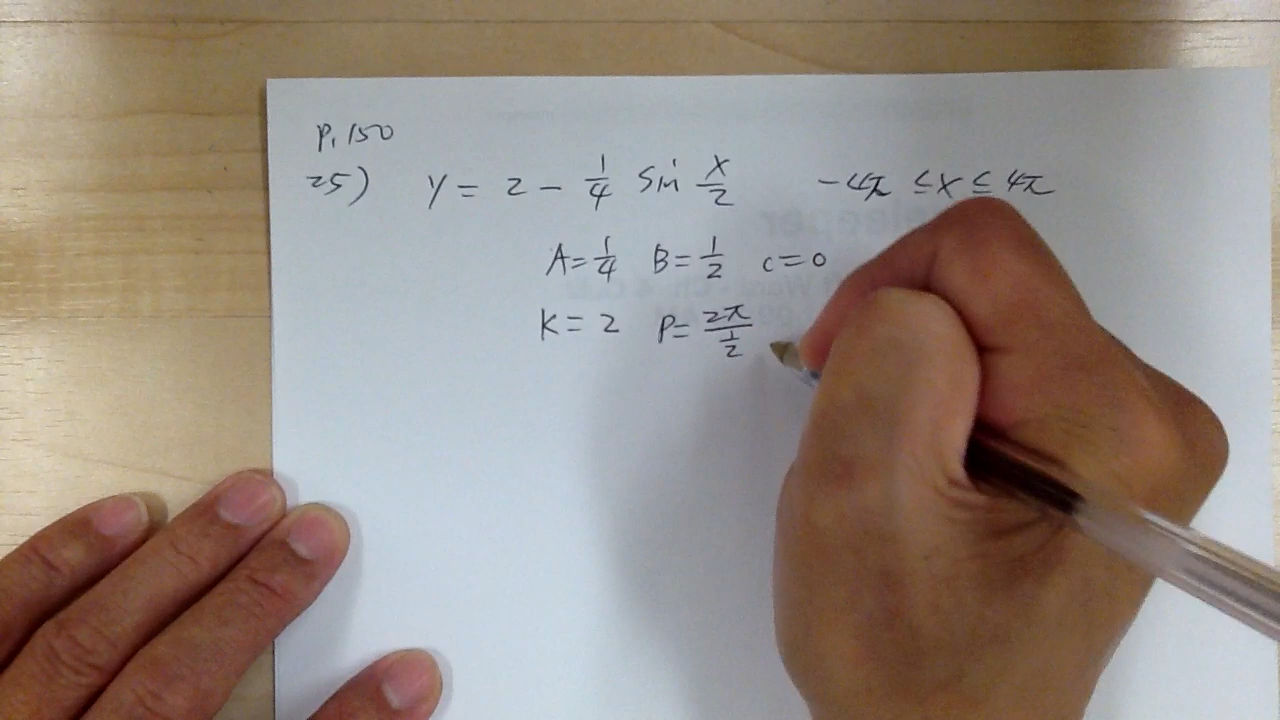 P. 150
25) y = 2 - 1/4 sin x/2 -4π ≤ x ≤ 4π
A = 1/4 B = 1/2 c = 0
K = 2 P = 2π/(1/2)